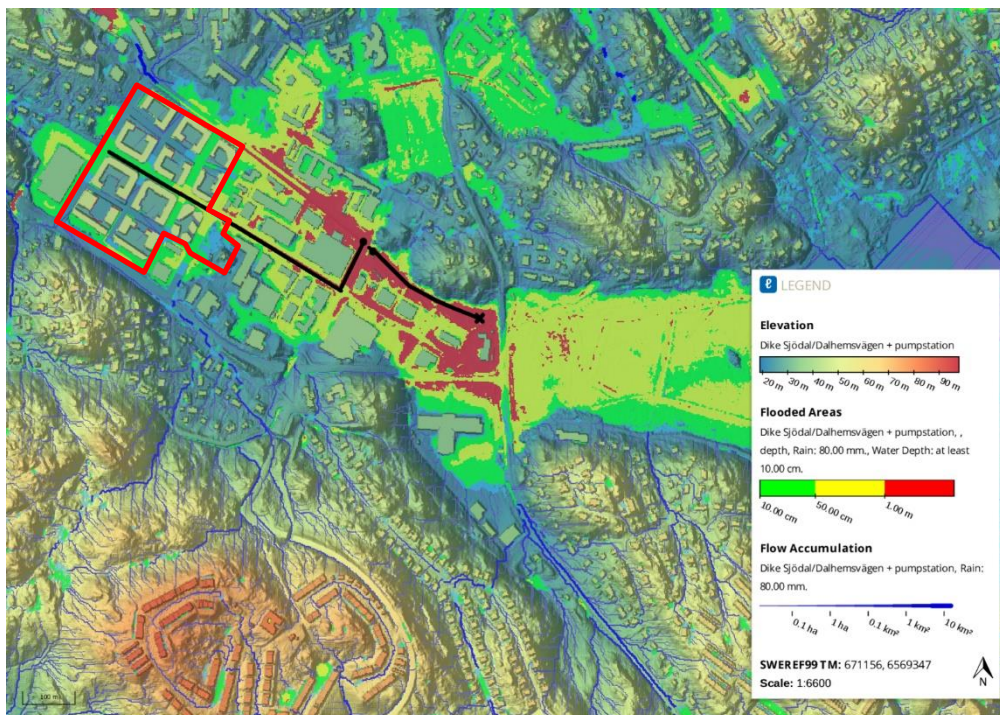 LEGEND
Elevation
Dike Sjödal/Dalhemsvägen + pumpstation
20 m 30 m 40 m 50 m 60 m 70 m 80 m 90 m
Flooded Areas
Dike Sjödal/Dalhemsvägen + pumpstation, ,
depth, Rain: 80.00 mm., Water Depth: at least
10.00 cm.
10.00 cm 50.00 cm 1.00 m
Flow Accumulation
Dike Sjödal/Dalhemsvägen + pumpstation, Rain:
80.00 mm.
0.1 ha 1 ha 0.1 km² 1 km² 10 km²
SWEREF99 TM: 671156, 6569347
Scale: 1:6600
N
100 m